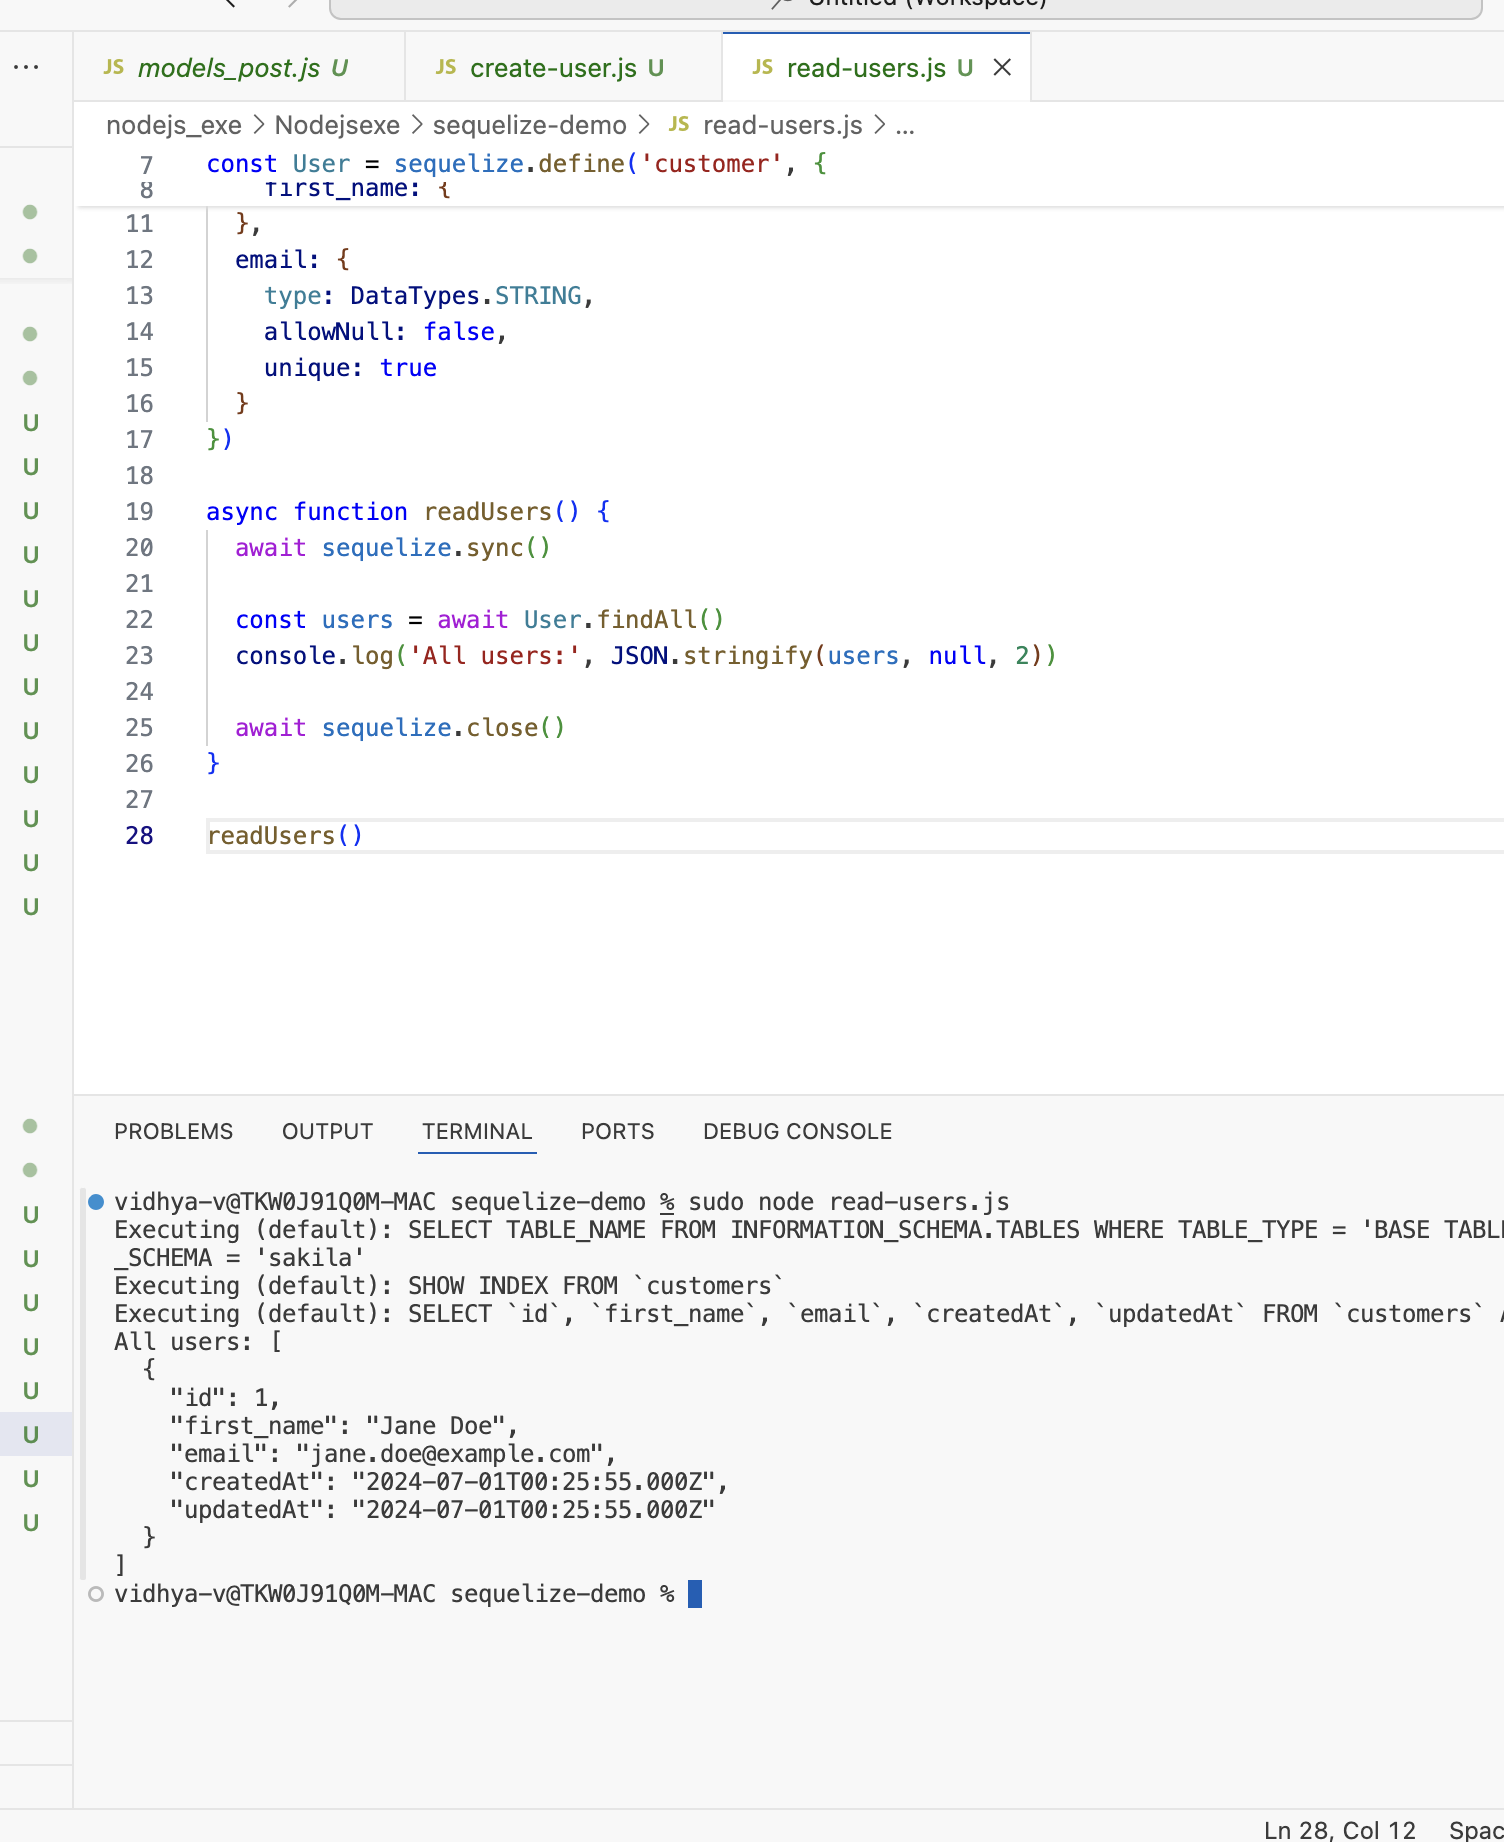 Untitled (Workspace)
...
JS models_post.js U
JS create-user.js U
JS read-users.js U
nodejs_exe > Nodejsexe > sequelize-demo > JS read-users.js > ...
7 const User = sequelize.define('customer', {
8 first_name: {
11 },
12 email: {
13 type: DataTypes.STRING,
14 allowNull: false,
15 unique: true
16 }
17 })
18
19 async function readUsers() {
20 await sequelize.sync()
21
22 const users = await User.findAll()
23 console.log('All users:', JSON.stringify(users, null, 2))
24
25 await sequelize.close()
26 }
27
28 readUsers()
U
U
U
U
U
U
U
U
U
U
U
U
PROBLEMS OUTPUT TERMINAL PORTS DEBUG CONSOLE
U
U
U
U
U
U
U
U
vidhya-v@TKW0J91Q0M-MAC sequelize-demo % sudo node read-users.js
Executing (default): SELECT TABLE_NAME FROM INFORMATION_SCHEMA.TABLES WHERE TABLE_TYPE = 'BASE TABL
_SCHEMA = 'sakila'
Executing (default): SHOW INDEX FROM `customers`
Executing (default): SELECT `id`, `first_name`, `email`, `createdAt`, `updatedAt` FROM `customers`
All users: [
{
"id": 1,
"first_name": "Jane Doe",
"email": "jane.doe@example.com",
"createdAt": "2024-07-01T00:25:55.000Z",
"updatedAt": "2024-07-01T00:25:55.000Z"
}
]
vidhya-v@TKW0J91Q0M-MAC sequelize-demo %
Ln 28, Col 12 Spac